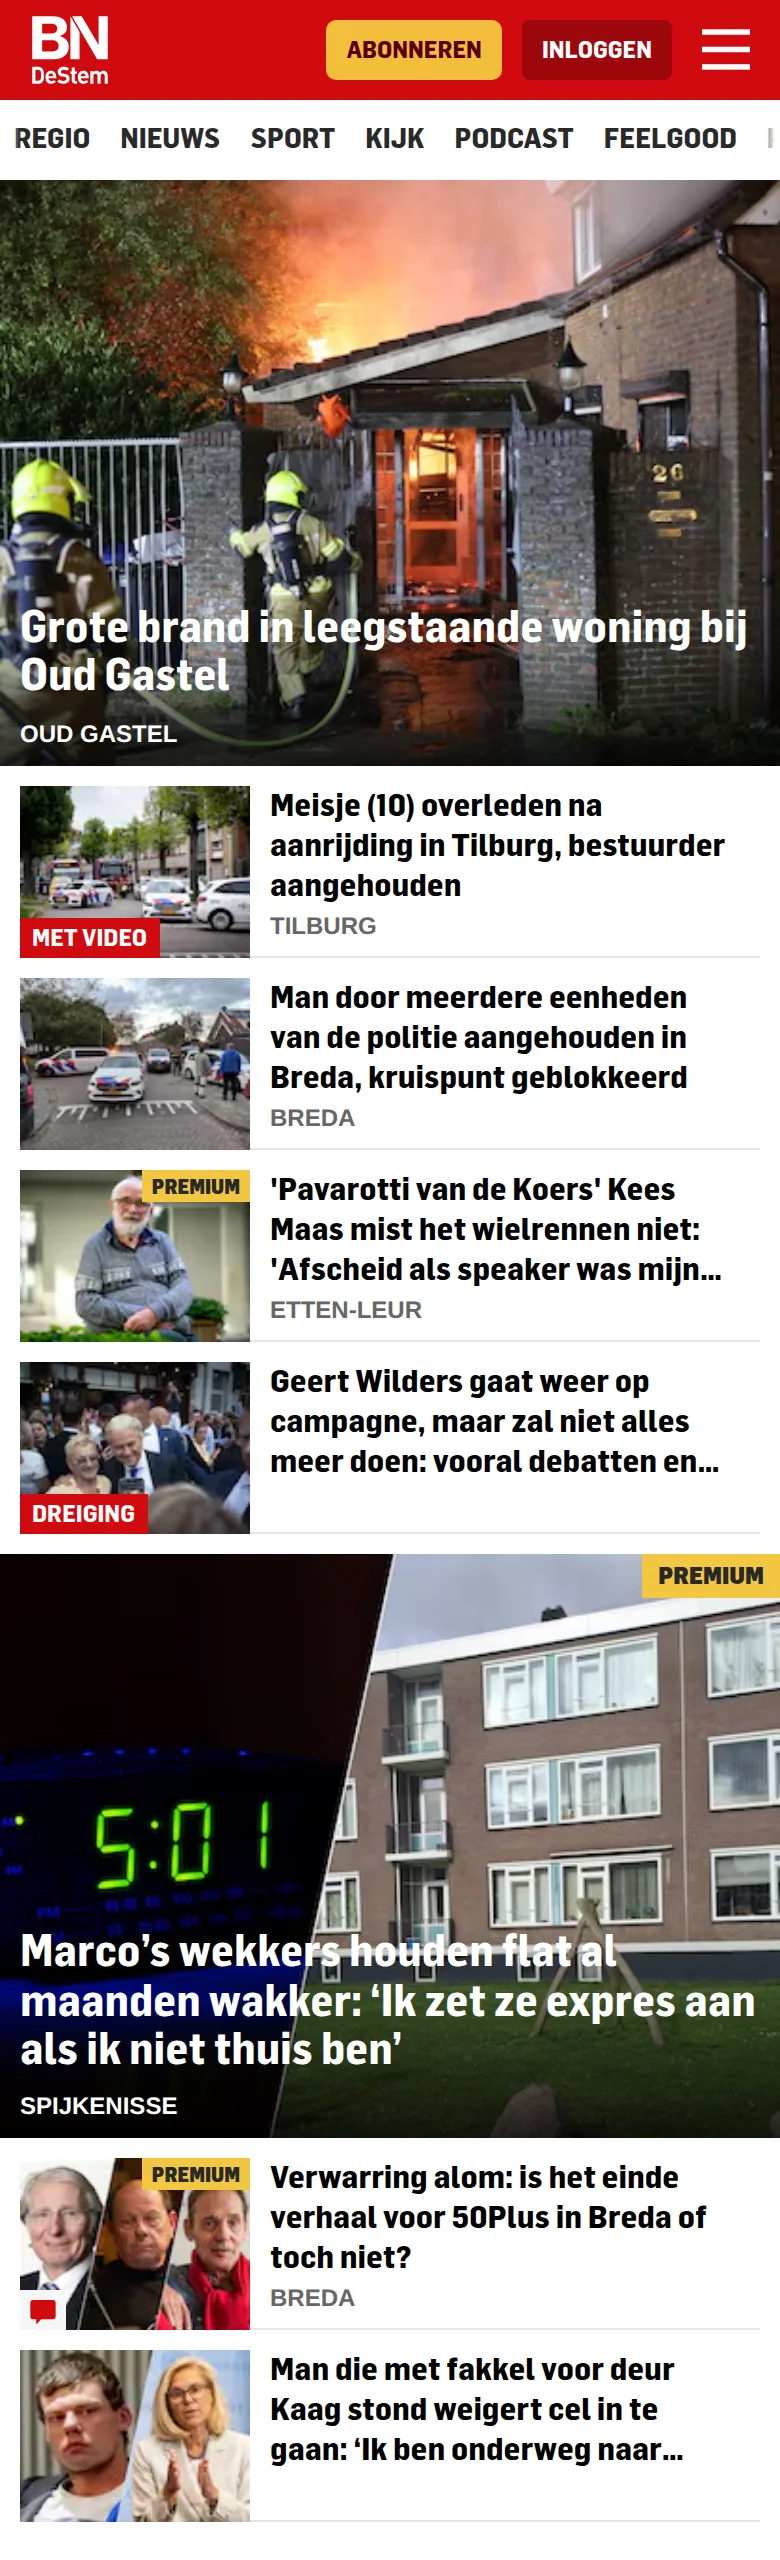 BN
DeStem
ABONNEREN
INLOGGEN
REGIO NIEUWS SPORT KIJK PODCAST FEELGOOD
26
Grote brand in leegstaande woning bij
Oud Gastel
OUD GASTEL
MET VIDEO
Meisje (10) overleden na
aanrijding in Tilburg, bestuurder
aangehouden
TILBURG
Man door meerdere eenheden
van de politie aangehouden in
Breda, kruispunt geblokkeerd
BREDA
PREMIUM
'Pavarotti van de Koers' Kees
Maas mist het wielrennen niet:
'Afscheid als speaker was mijn...
ETTEN-LEUR
DREIGING
Geert Wilders gaat weer op
campagne, maar zal niet alles
meer doen: vooral debatten en...
PREMIUM
5:01
Marco’s wekkers houden flat al
maanden wakker: ‘Ik zet ze expres aan
als ik niet thuis ben’
SPIJKENISSE
PREMIUM
Verwarring alom: is het einde
verhaal voor 50Plus in Breda of
toch niet?
BREDA
Man die met fakkel voor deur
Kaag stond weigert cel in te
gaan: ‘Ik ben onderweg naar...